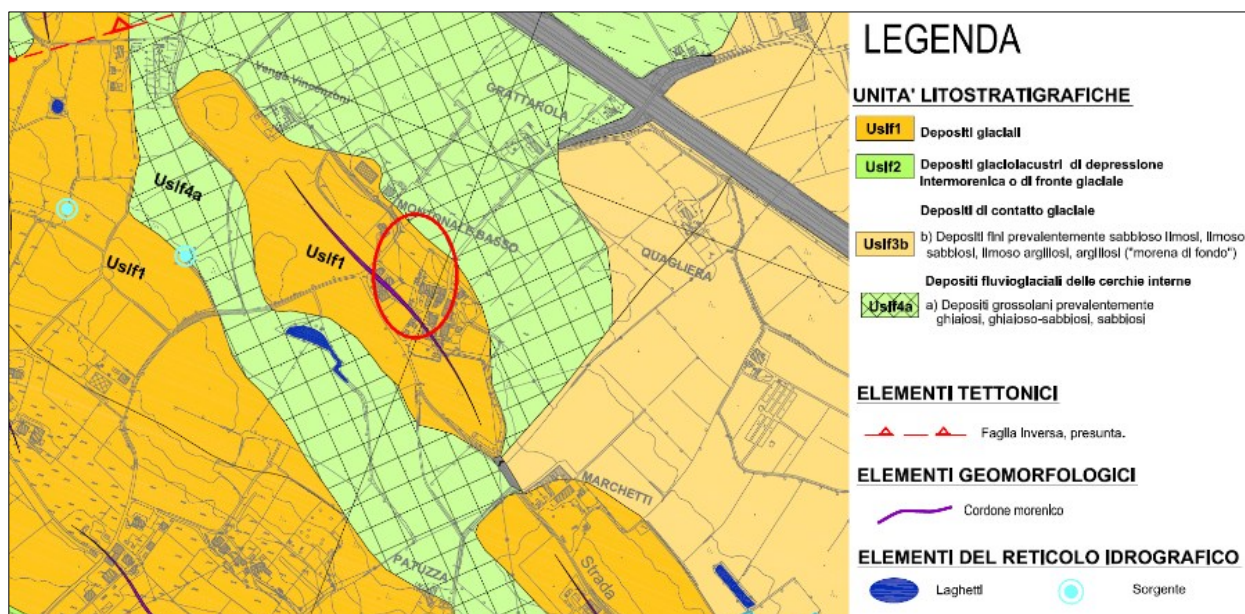 Vengo Vincenzoni
GRATTAROLA
Uslf4a
MONTONALE BASSO
Uslf1
Uslf1
QUAGLIERA
MARCHETTI
PATUZZA
Strada
LEGENDA
UNITA' LITOSTRATIGRAFICHE
Uslf1 Depositi glaciali
Uslf2 Depositi glaciolacustri di depressione
intermorenica o di fronte glaciale
Depositi di contatto glaciale
Uslf3b b) Depositi fini prevalentemente sabbioso limosi, limoso
sabbiosi, limoso argillosi, argillosi ("morena di fondo")
Depositi fluvioglaciali delle cerchie interne
Uslf4a a) Depositi grossolani prevalentemente
ghiaiosi, ghiaioso-sabbiosi, sabbiosi
ELEMENTI TETTONICI
Faglia inversa, presunta.
ELEMENTI GEOMORFOLOGICI
Cordone morenico
ELEMENTI DEL RETICOLO IDROGRAFICO
Laghetti Sorgente